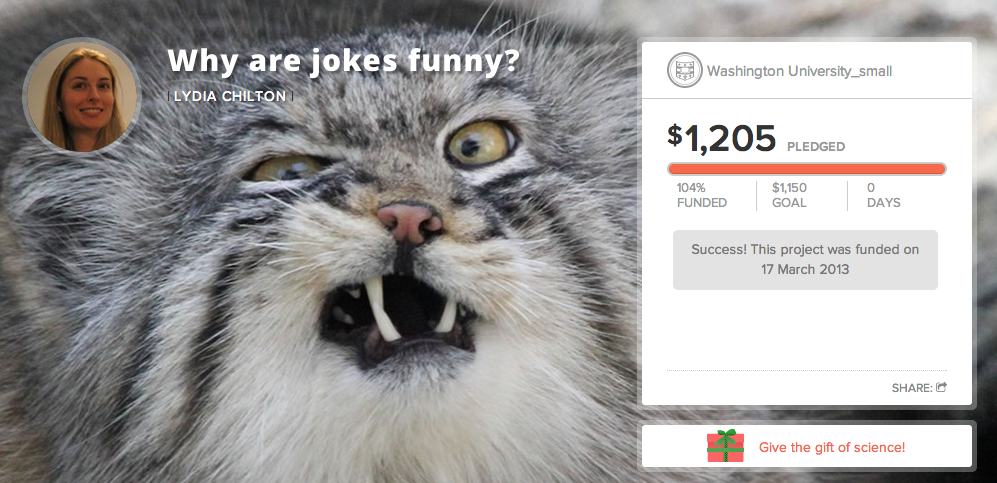 Why are jokes funny?
| LYDIA CHILTON |
Washington University_small
$1,205 PLEDGED
104% $1,150 0
FUNDED GOAL DAYS
Success! This project was funded on
17 March 2013
SHARE:
Give the gift of science!